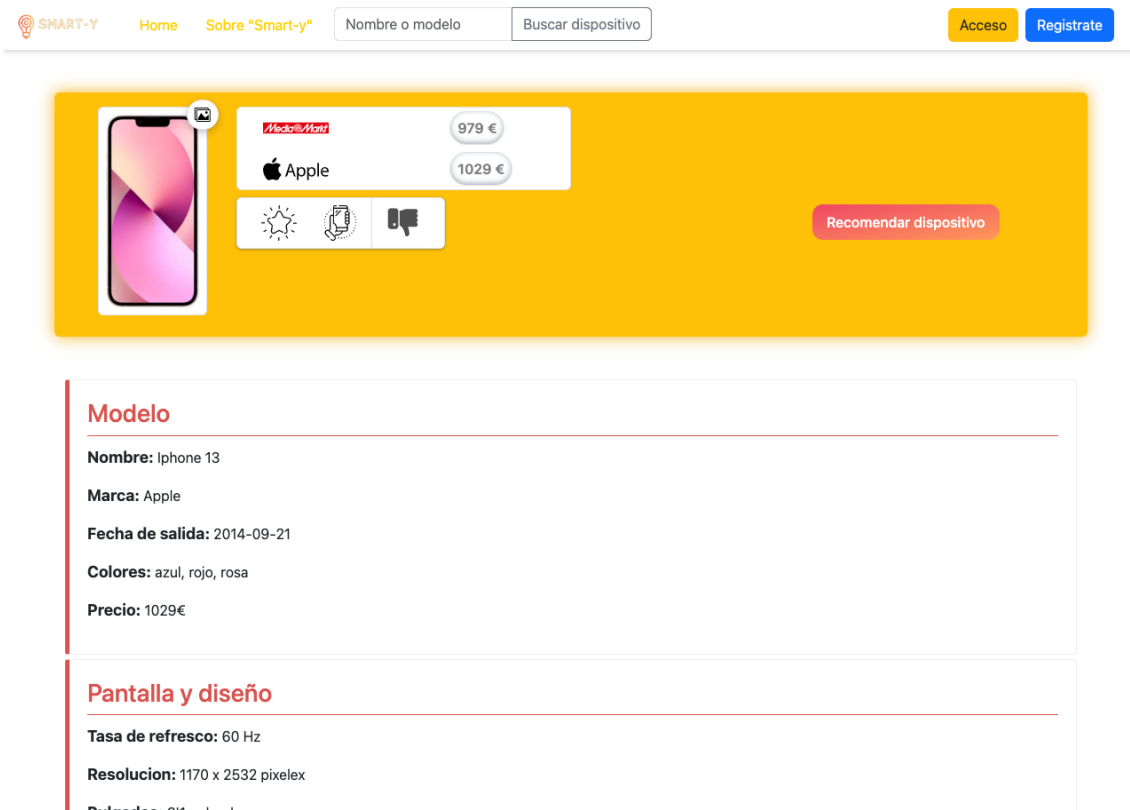 SMART-Y
Home
Sobre "Smart-y"
Nombre o modelo
Buscar dispositivo
Acceso
Registrate
MediaMarkt
979 €
Apple
1029 €
Recomendar dispositivo
Modelo
Nombre: Iphone 13
Marca: Apple
Fecha de salida: 2014-09-21
Colores: azul, rojo, rosa
Precio: 1029€
Pantalla y diseño
Tasa de refresco: 60 Hz
Resolucion: 1170 x 2532 pixelex